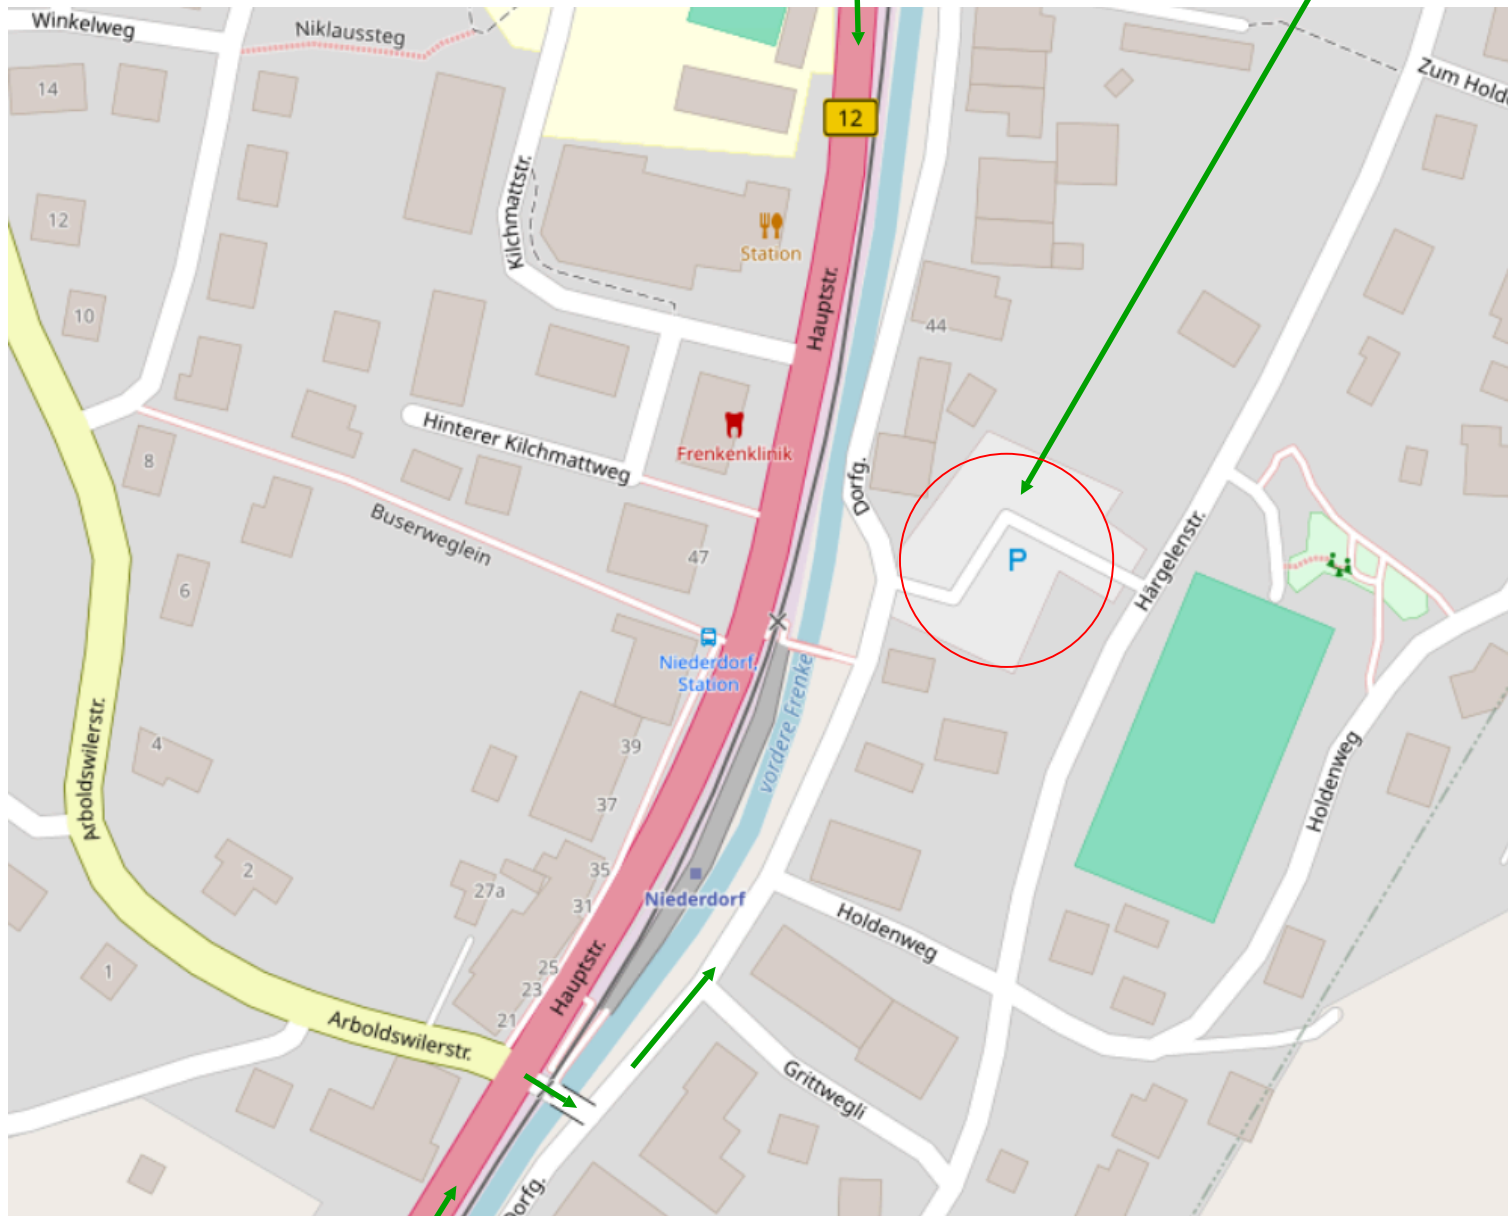 Winkelweg
Niklaussteg
14
12
Zum Hold
12
Kilchmattstr.
Station
Hauptstr.
10
44
Hinterer Kilchmattweg
Frenkenklinik
8
Dorfg.
Buserweglein
47
P
Härgelenstr.
6
Niederdorf,
Station
vordere Frenke
Arboldswilerstr.
4
39
37
Holdenweg
2
27a
35
31
Niederdorf
Holdenweg
1
25
23
Hauptstr.
21
Arboldswilerstr.
Grittwegli
Dorfg.